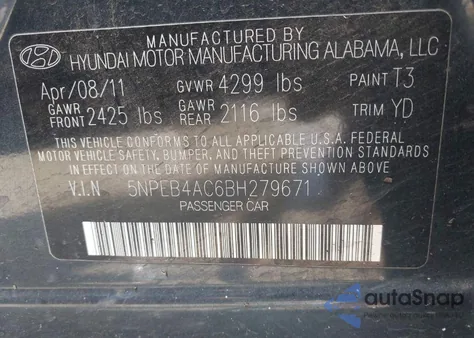 MANUFACTURED BY
HYUNDAI MOTOR MANUFACTURING ALABAMA, LLC
Apr/08/11 GVWR 4299 lbs PAINT T3
GAWR FRONT 2425 lbs GAWR REAR 2116 lbs TRIM YD
THIS VEHICLE CONFORMS TO ALL APPLICABLE U.S.A. FEDERAL
MOTOR VEHICLE SAFETY, BUMPER, AND THEFT PREVENTION
STANDARDS IN EFFECT ON THE DATE OF MANUFACTURE SHOWN ABOVE
V.I.N 5NPEB4AC6BH279671
PASSENGER CAR
autoSnap